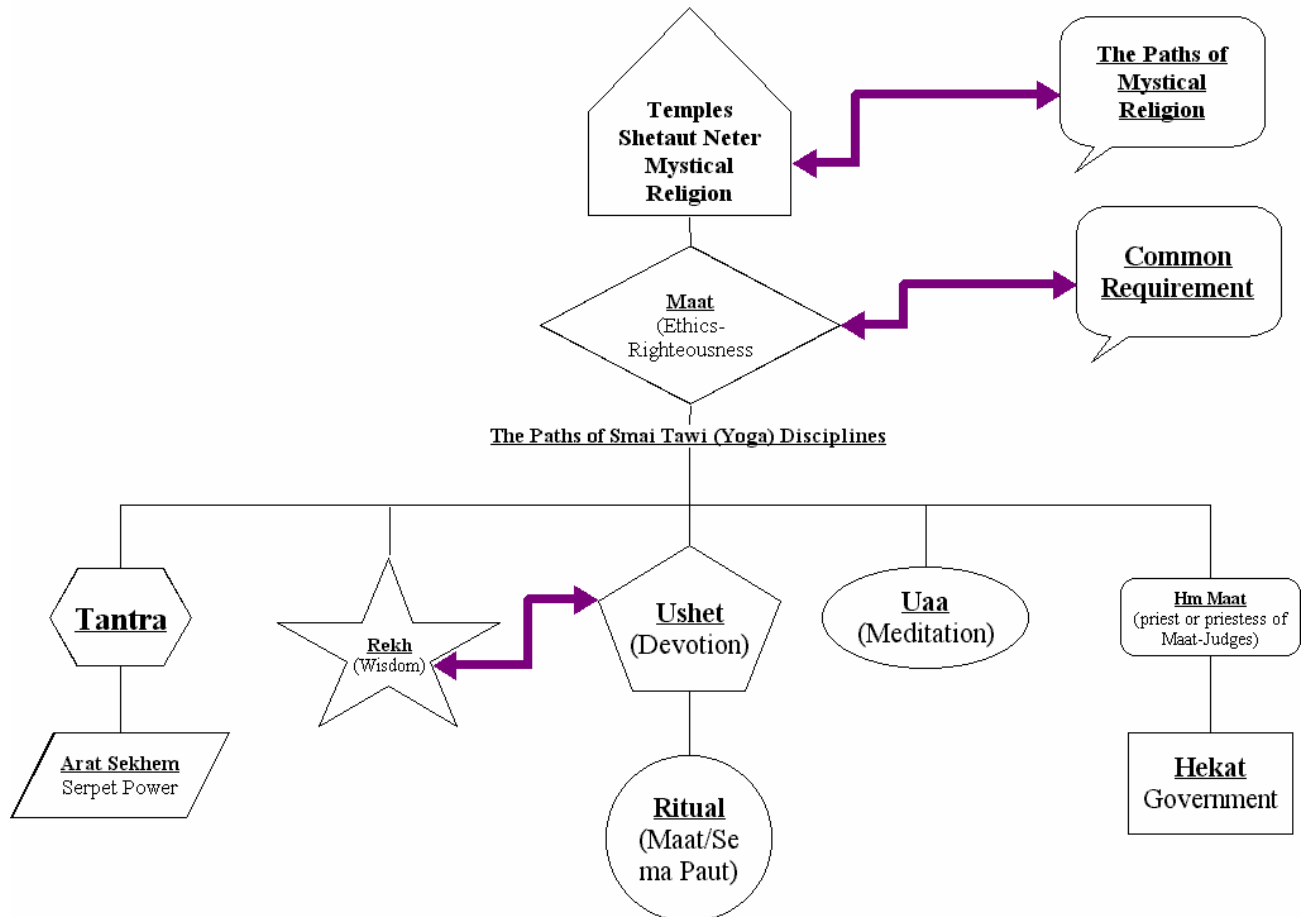 Temples
Shetaut Neter
Mystical
Religion
The Paths of
Mystical
Religion
Maat
(Ethics-
Righteousness
Common
Requirement
The Paths of Smai Tawi (Yoga) Disciplines
Tantra
Rekh
(Wisdom)
Ushet
(Devotion)
Uaa
(Meditation)
Hm Maat
(priest or priestess of
Maat-Judges)
Arat Sekhem
Serpet Power
Ritual
(Maat/Se
ma Paut)
Hekat
Government